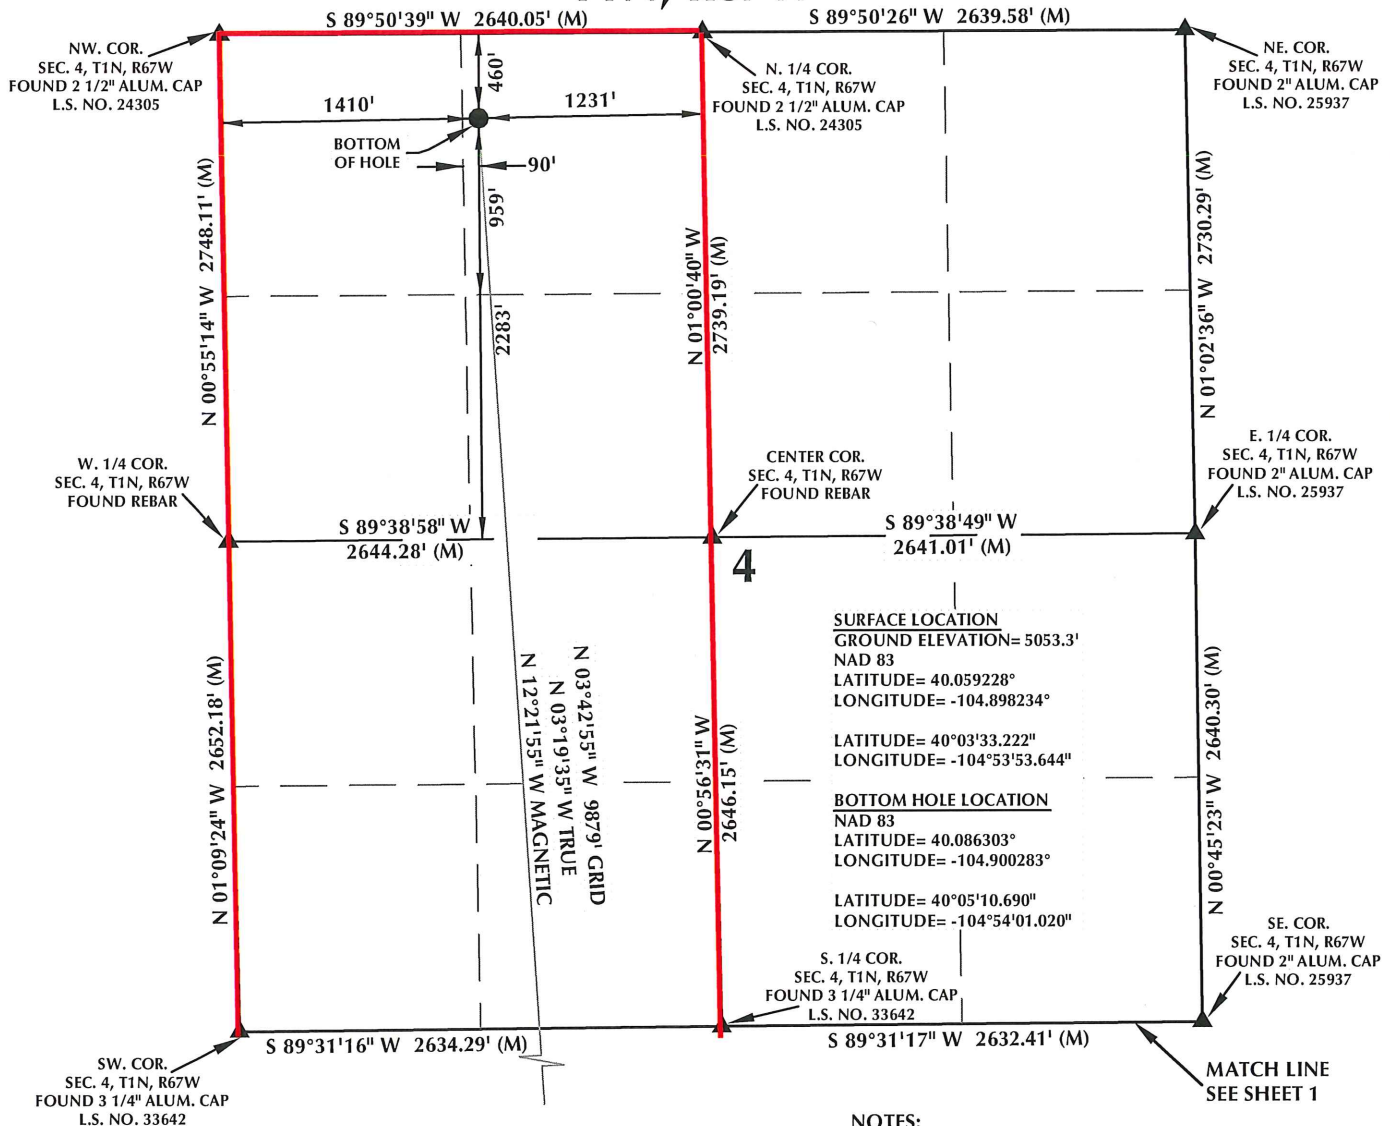 S 89°50'39" W 2640.05' (M)
S 89°50'26" W 2639.58' (M)
NW. COR.
SEC. 4, T1N, R67W
FOUND 2 1/2" ALUM. CAP
L.S. NO. 24305
N. 1/4 COR.
SEC. 4, T1N, R67W
FOUND 2 1/2" ALUM. CAP
L.S. NO. 24305
NE. COR.
SEC. 4, T1N, R67W
FOUND 2" ALUM. CAP
L.S. NO. 25937
460'
1410'
1231'
BOTTOM
OF HOLE
90'
959'
2283'
N 00°55'14" W 2748.11' (M)
N 01°00'40" W
2739.19' (M)
N 01°02'36" W 2730.29' (M)
W. 1/4 COR.
SEC. 4, T1N, R67W
FOUND REBAR
CENTER COR.
SEC. 4, T1N, R67W
FOUND REBAR
E. 1/4 COR.
SEC. 4, T1N, R67W
FOUND 2" ALUM. CAP
L.S. NO. 25937
S 89°38'58" W
2644.28' (M)
S 89°38'49" W
2641.01' (M)
4
SURFACE LOCATION
GROUND ELEVATION= 5053.3'
NAD 83
LATITUDE= 40.059228°
LONGITUDE= -104.898234°
LATITUDE= 40°03'33.222"
LONGITUDE= -104°53'53.644"
BOTTOM HOLE LOCATION
NAD 83
LATITUDE= 40.086303°
LONGITUDE= -104.900283°
LATITUDE= 40°05'10.690"
LONGITUDE= -104°54'01.020"
N 01°09'24" W 2652.18' (M)
N 03°42'55" W 9879' GRID
N 03°19'35" W TRUE
N 12°21'55" W MAGNETIC
N 00°56'31" W
2646.15' (M)
N 00°45'23" W 2640.30' (M)
S. 1/4 COR.
SEC. 4, T1N, R67W
FOUND 3 1/4" ALUM. CAP
L.S. NO. 33642
SE. COR.
SEC. 4, T1N, R67W
FOUND 2" ALUM. CAP
L.S. NO. 25937
S 89°31'16" W 2634.29' (M)
S 89°31'17" W 2632.41' (M)
SW. COR.
SEC. 4, T1N, R67W
FOUND 3 1/4" ALUM. CAP
L.S. NO. 33642
MATCH LINE
SEE SHEET 1
NOTES: